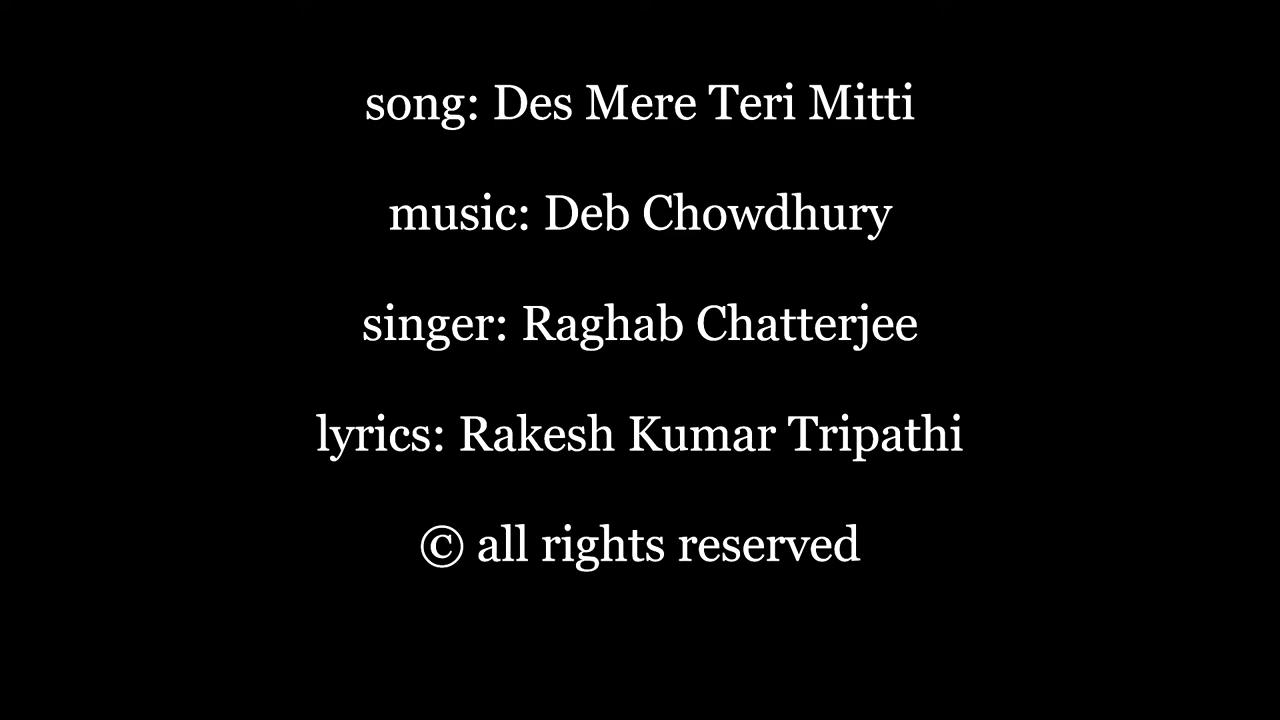 song: Des Mere Teri Mitti
music: Deb Chowdhury
singer: Raghab Chatterjee
lyrics: Rakesh Kumar Tripathi
© all rights reserved